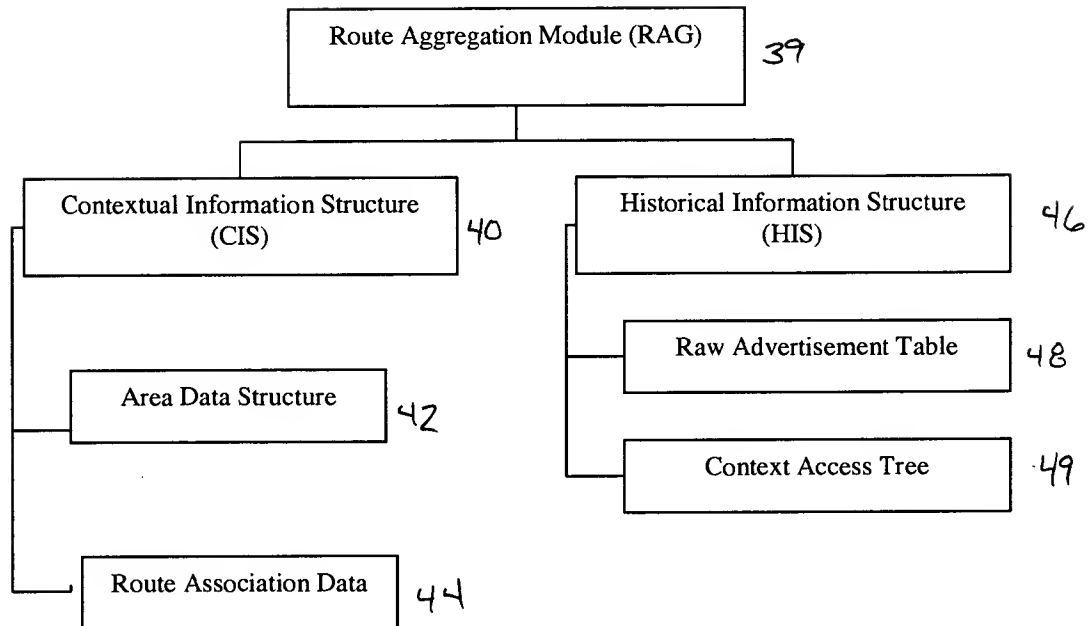 Route Aggregation Module (RAG)
39
Contextual Information Structure
(CIS)
40
Historical Information Structure
(HIS)
46
Raw Advertisement Table
48
Area Data Structure
42
Context Access Tree
49
Route Association Data
44